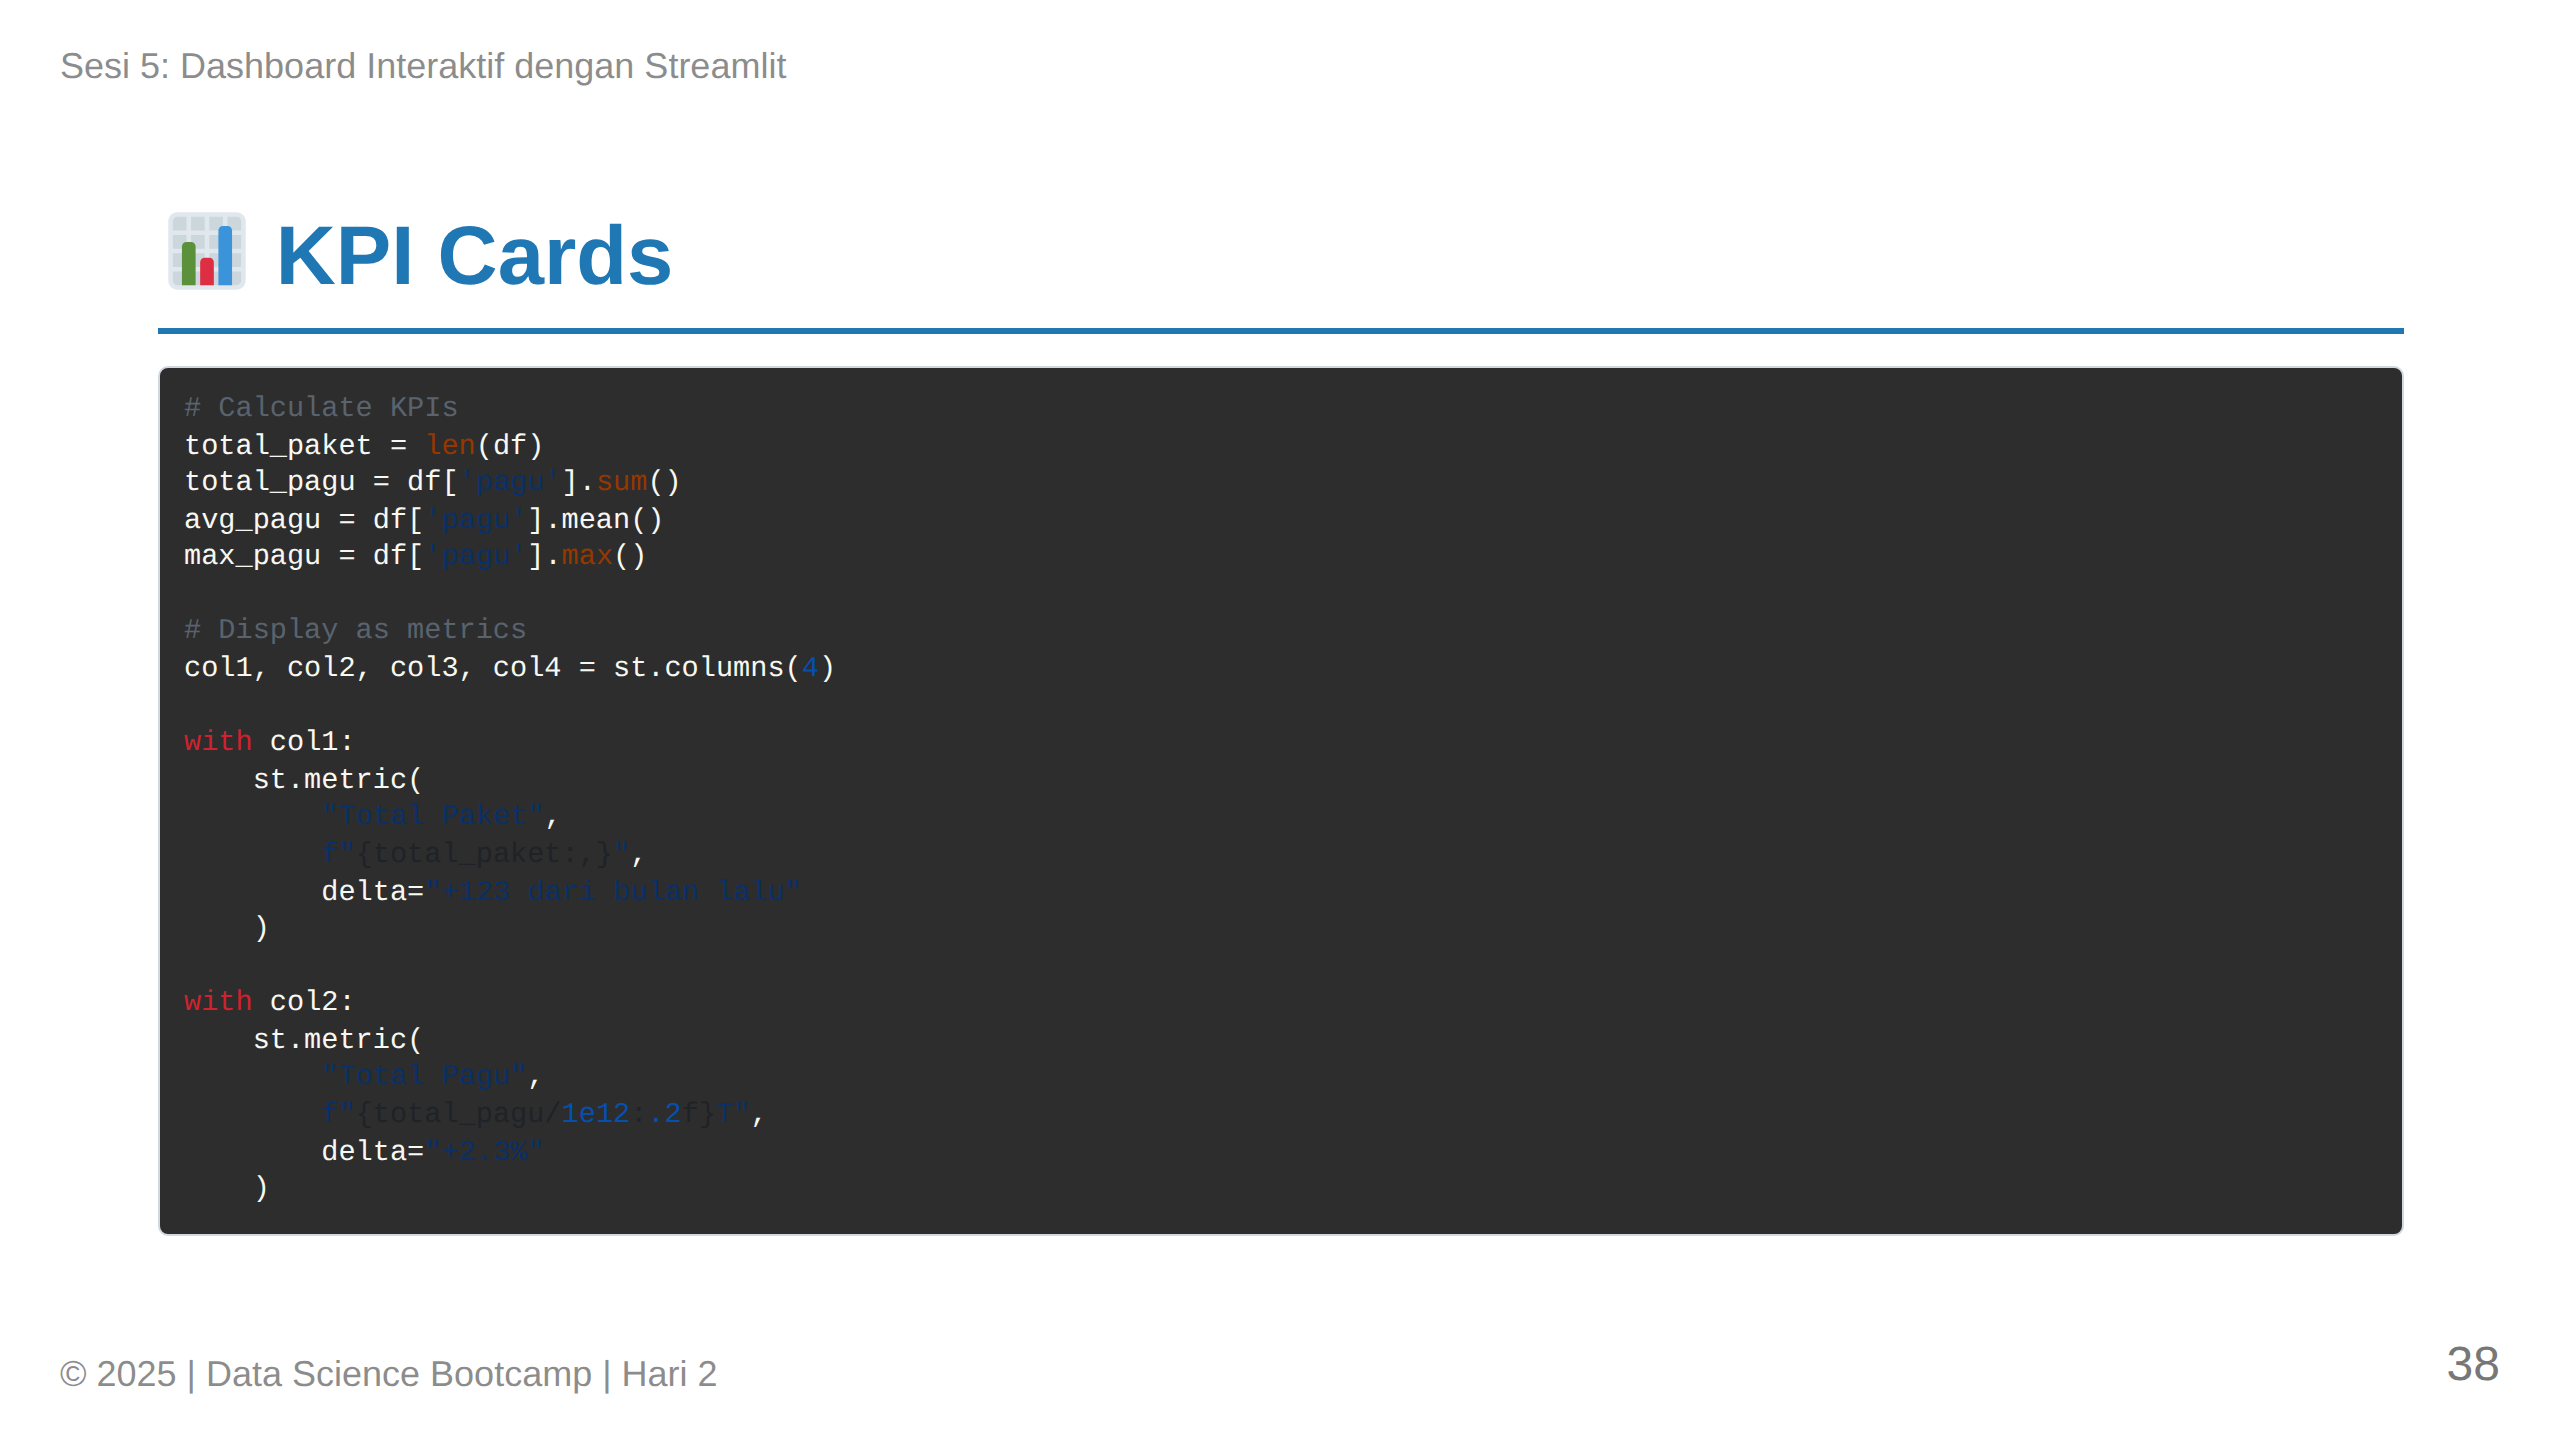 Sesi 5: Dashboard Interaktif dengan Streamlit
KPI Cards
# Calculate KPIs
total_paket = len(df)
total_pagu = df['pagu'].sum()
avg_pagu = df['pagu'].mean()
max_pagu = df['pagu'].max()
# Display as metrics
col1, col2, col3, col4 = st.columns(4)
with col1:
    st.metric(
        "Total Paket",
        f"{total_paket:,}",
        delta="+123 dari bulan lalu"
    )
with col2:
    st.metric(
        "Total Pagu",
        f"{total_pagu/1e12:.2f}T",
        delta="+2.3%"
    )
© 2025 | Data Science Bootcamp | Hari 2
38